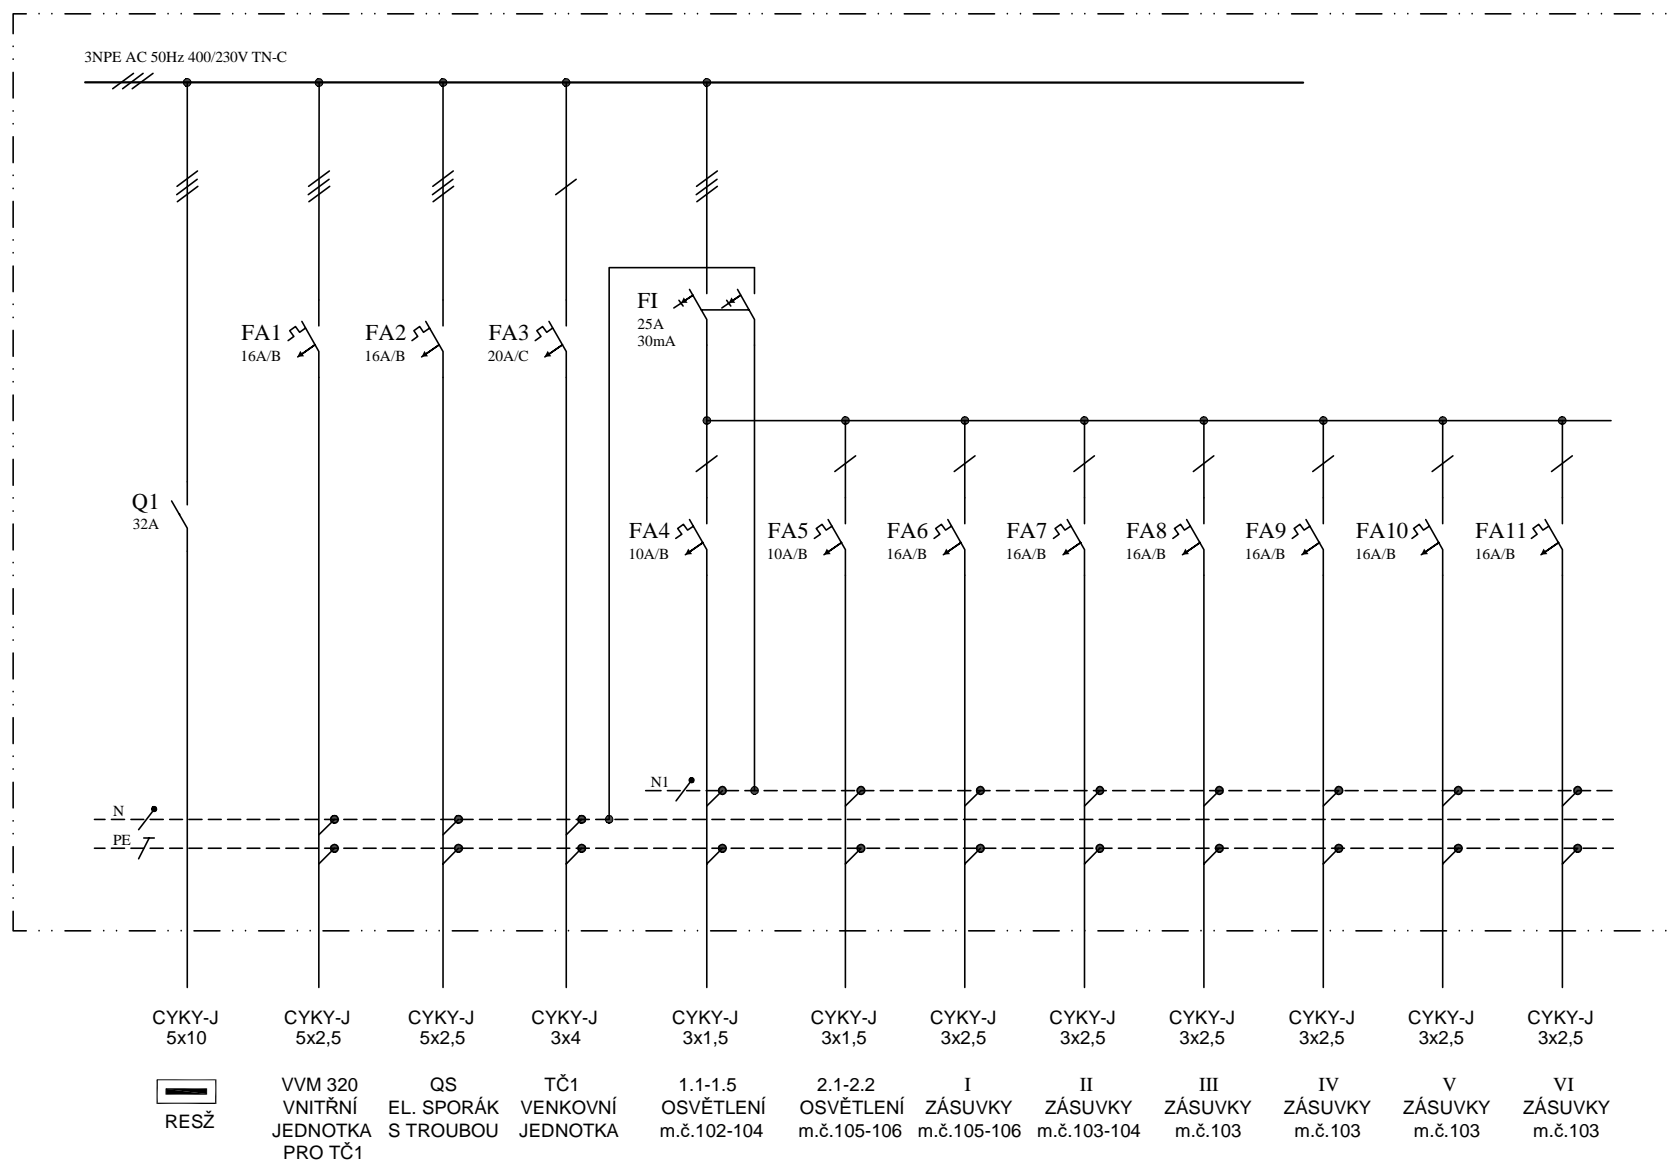 3NPE AC 50Hz 400/230V TN-C
FI
25A
30mA
FA1
16A/B
FA2
16A/B
FA3
20A/C
Q1
32A
FA4
10A/B
FA5
10A/B
FA6
16A/B
FA7
16A/B
FA8
16A/B
FA9
16A/B
FA10
16A/B
FA11
16A/B
N1
N
PE
CYKY-J
5x10
RESŽ
CYKY-J
5x2,5
VVM 320
VNITŘNÍ
JEDNOTKA
PRO TČ1
CYKY-J
5x2,5
QS
EL. SPORÁK
S TROUBOU
CYKY-J
3x4
TČ1
VENKOVNÍ
JEDNOTKA
CYKY-J
3x1,5
1.1-1.5
OSVĚTLENÍ
m.č.102-104
CYKY-J
3x1,5
2.1-2.2
OSVĚTLENÍ
m.č.105-106
CYKY-J
3x2,5
I
ZÁSUVKY
m.č.105-106
CYKY-J
3x2,5
II
ZÁSUVKY
m.č.103-104
CYKY-J
3x2,5
III
ZÁSUVKY
m.č.103
CYKY-J
3x2,5
IV
ZÁSUVKY
m.č.103
CYKY-J
3x2,5
V
ZÁSUVKY
m.č.103
CYKY-J
3x2,5
VI
ZÁSUVKY
m.č.103